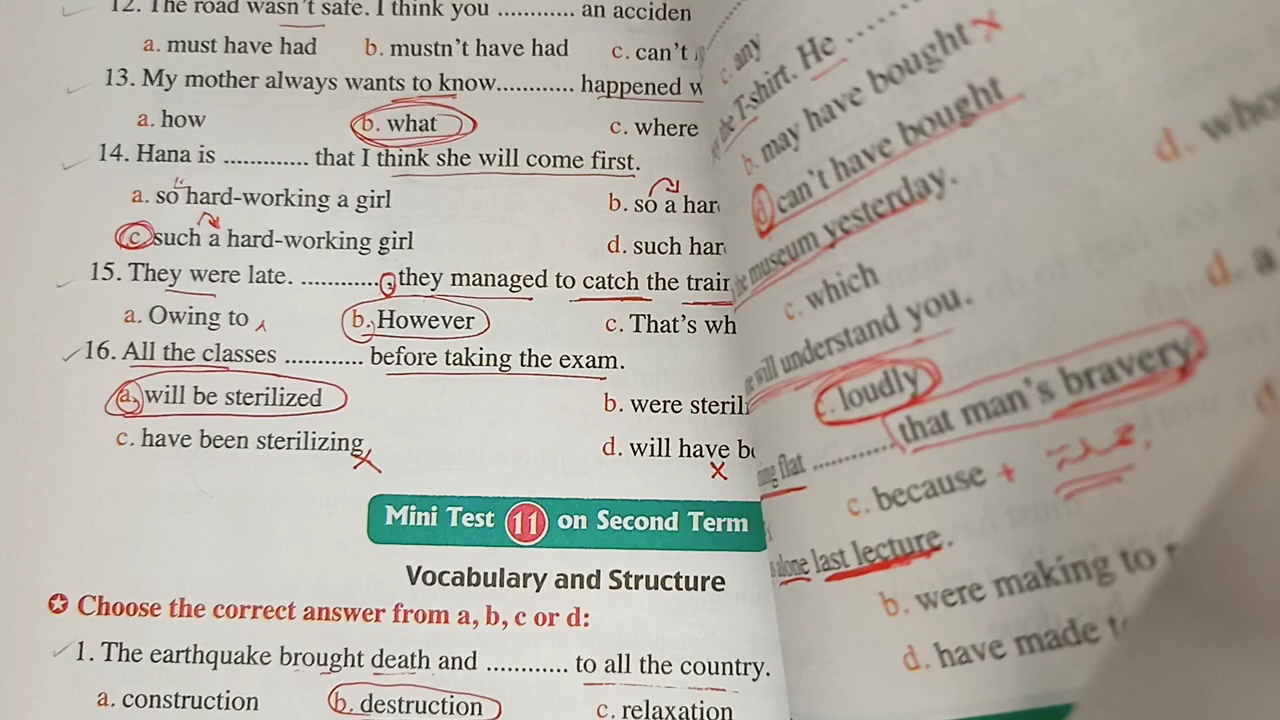 12. The road wasn't safe. I think you ............ an acciden
a. must have had b. mustn't have had c. can't
13. My mother always wants to know............ happened w
a. how b. what c. where
14. Hana is ............. that I think she will come first.
a. so hard-working a girl b. so a har
c. such a hard-working girl d. such har
15. They were late. ............, they managed to catch the train
a. Owing to b. However c. That's wh
16. All the classes ............ before taking the exam.
a. will be sterilized b. were steril
c. have been sterilizing d. will have b
Mini Test 11 on Second Term
Vocabulary and Structure
Choose the correct answer from a, b, c or d:
1. The earthquake brought death and ............ to all the country.
a. construction b. destruction c. relaxation
c. any
the T-shirt. He ......
b. may have bought
d. can't have bought
museum yesterday.
c. which
will understand you.
c. loudly
flat ............ that man's bravery.
c. because + جملة.
alone last lecture.
b. were making to
d. have made t
d. who
d. a
d.